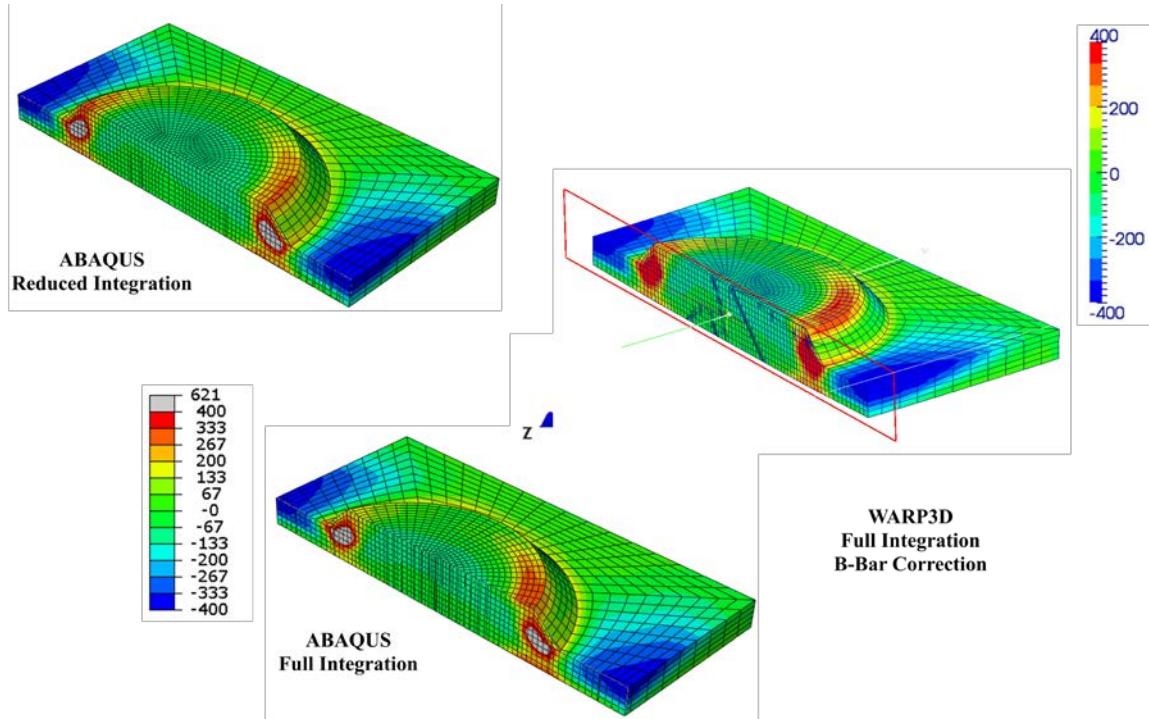 ABAQUS
Reduced Integration
400
200
0
-200
-400
621
400
333
267
200
133
67
-0
-67
-133
-200
-267
-333
-400
Z
ABAQUS
Full Integration
WARP3D
Full Integration
B-Bar Correction